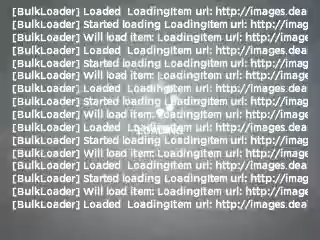 [BulkLoader] Loaded LoadingItem url: http://images.dea
[BulkLoader] Started loading LoadingItem url: http://imag
[BulkLoader] Will load item: LoadingItem url: http://image
[BulkLoader] Loaded LoadingItem url: http://images.dea
[BulkLoader] Started loading LoadingItem url: http://imag
[BulkLoader] Will load item: LoadingItem url: http://image
[BulkLoader] Loaded LoadingItem url: http://images.dea
[BulkLoader] Started loading LoadingItem url: http://imag
[BulkLoader] Will load item: LoadingItem url: http://image
[BulkLoader] Loaded LoadingItem url: http://images.dea
[BulkLoader] Started loading LoadingItem url: http://imag
[BulkLoader] Will load item: LoadingItem url: http://image
[BulkLoader] Loaded LoadingItem url: http://images.dea
[BulkLoader] Started loading LoadingItem url: http://imag
[BulkLoader] Will load item: LoadingItem url: http://image
[BulkLoader] Loaded LoadingItem url: http://images.dea